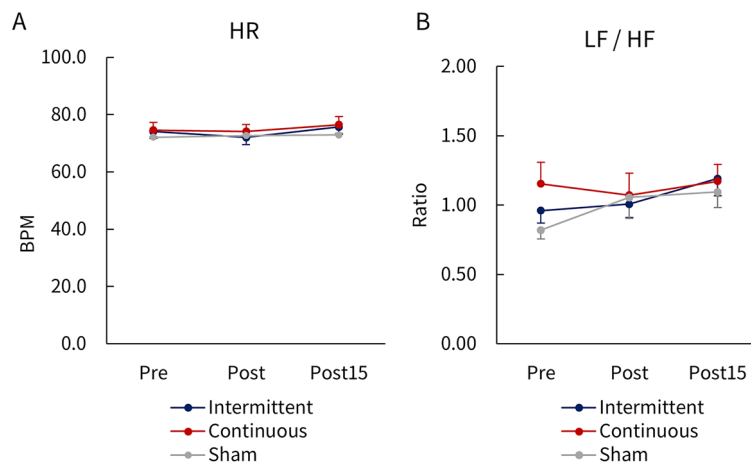 A
HR
100.0
80.0
60.0
40.0
20.0
0.0
BPM
Pre
Post
Post15
Intermittent
Continuous
Sham
B
LF / HF
2.00
1.50
1.00
0.50
0.00
Ratio
Pre
Post
Post15
Intermittent
Continuous
Sham